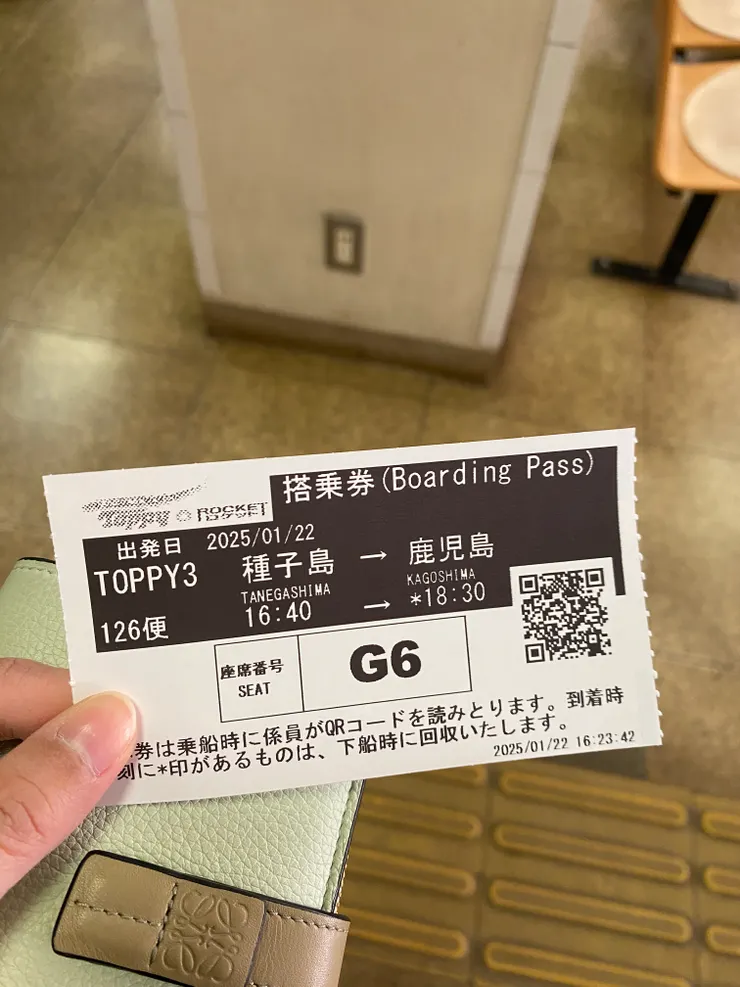 搭乗券(Boarding Pass)
Toppy ROCKET
出発日 2025/01/22
TOPPY3 種子島 → 鹿児島
TANEGASHIMA KAGOSHIMA
126便 16:40 → *18:30
座席番号 G6
SEAT
券は乗船時に係員がQRコードを読みとります。到着時
刻に*印があるものは、下船時に回収いたします。
2025/01/22 16:23:42